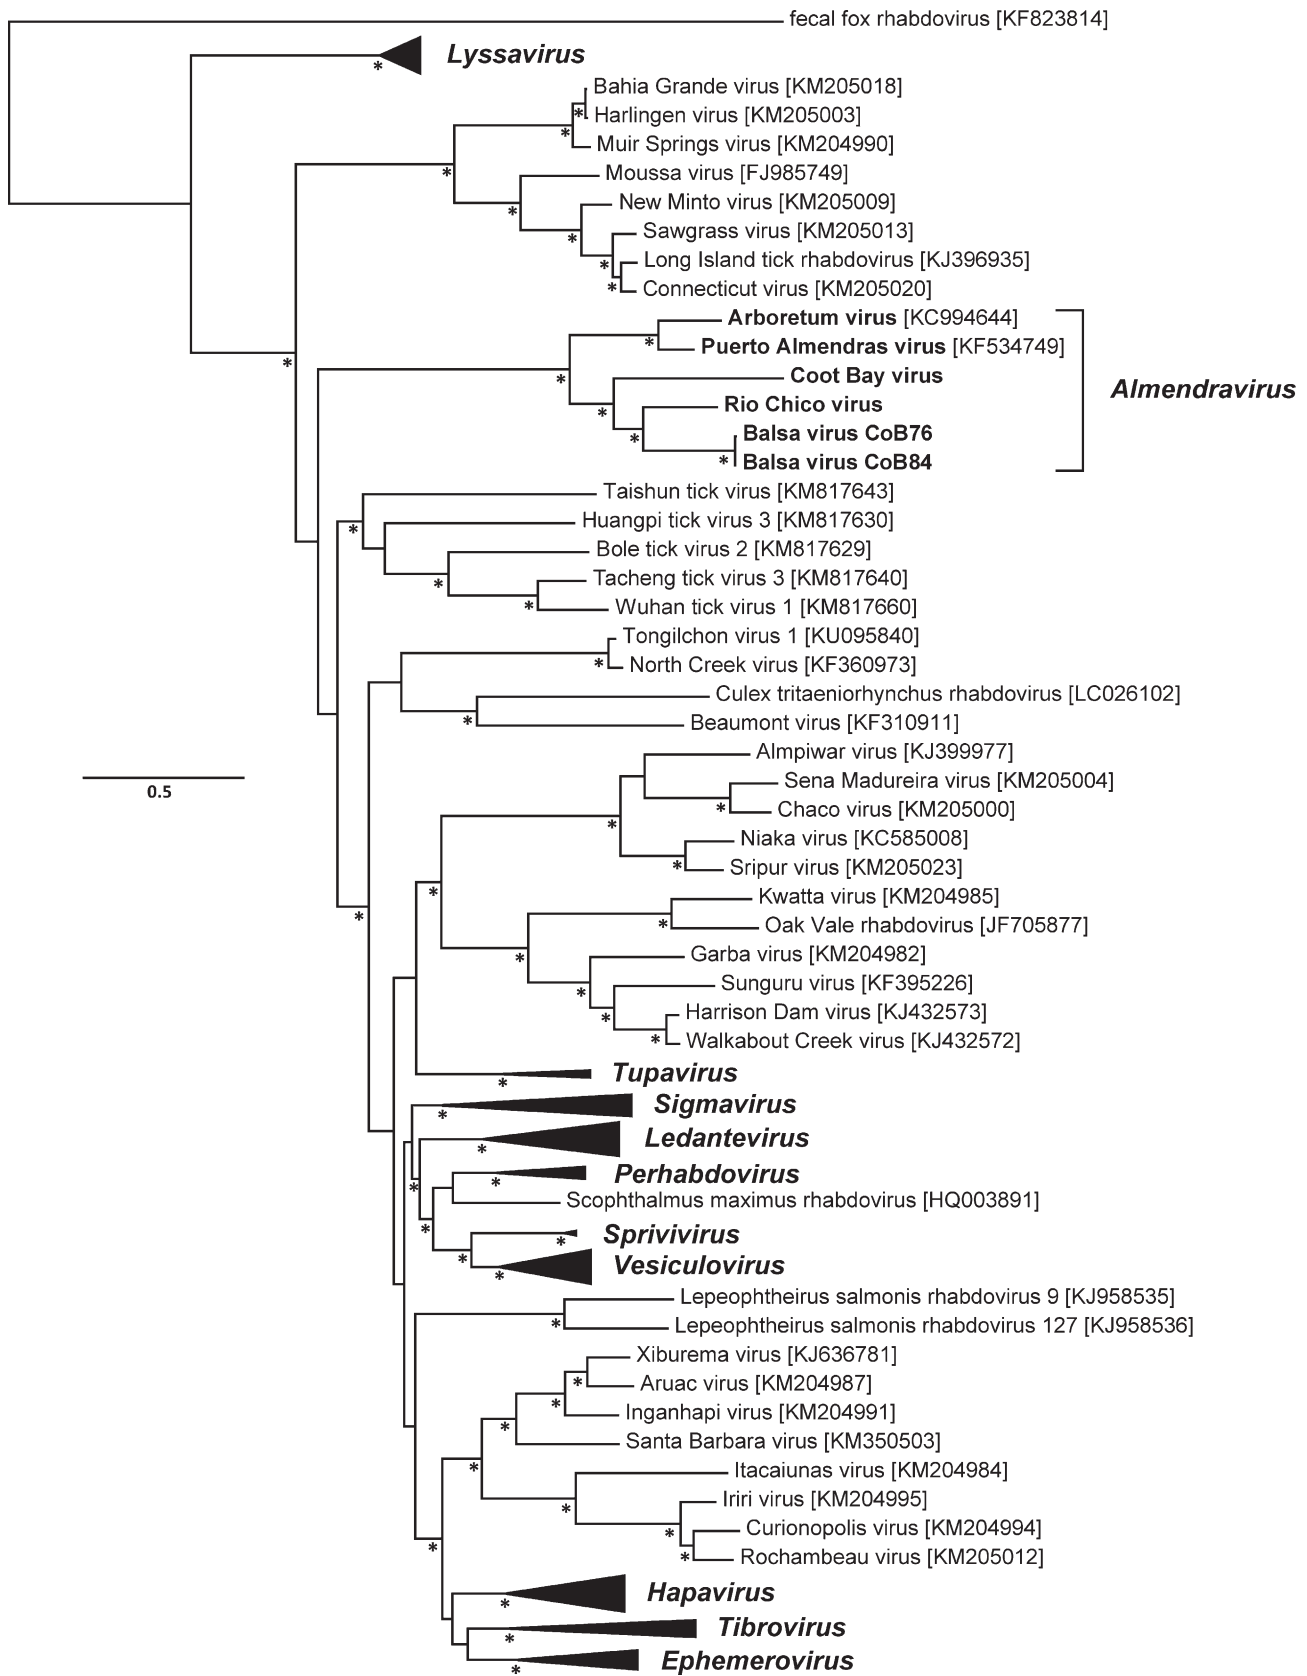 fecal fox rhabdovirus [KF823814]
Lyssavirus
*
Bahia Grande virus [KM205018]
*
Harlingen virus [KM205003]
*
Muir Springs virus [KM204990]
*
Moussa virus [FJ985749]
New Minto virus [KM205009]
*
Sawgrass virus [KM205013]
*
Long Island tick rhabdovirus [KJ396935]
*
Connecticut virus [KM205020]
*
Arboretum virus [KC994644]
*
Puerto Almendras virus [KF534749]
*
Coot Bay virus
*
Almendravirus
Rio Chico virus
*
Balsa virus CoB76
*
Balsa virus CoB84
*
Taishun tick virus [KM817643]
Huangpi tick virus 3 [KM817630]
*
Bole tick virus 2 [KM817629]
Tacheng tick virus 3 [KM817640]
*
Wuhan tick virus 1 [KM817660]
*
Tongilchon virus 1 [KU095840]
North Creek virus [KF360973]
*
Culex tritaeniorhynchus rhabdovirus [LC026102]
Beaumont virus [KF310911]
*
Almpiwar virus [KJ399977]
Sena Madureira virus [KM205004]
0.5
Chaco virus [KM205000]
*
*
Niaka virus [KC585008]
Sripur virus [KM205023]
*
*
Kwatta virus [KM204985]
*
Oak Vale rhabdovirus [JF705877]
*
Garba virus [KM204982]
*
Sunguru virus [KF395226]
*
Harrison Dam virus [KJ432573]
*
Walkabout Creek virus [KJ432572]
*
Tupavirus
*
Sigmavirus
*
Ledantevirus
*
Perhabdovirus
*
*
Scophthalmus maximus rhabdovirus [HQ003891]
*
Sprivivirus
*
*
Vesiculovirus
*
Lepeophtheirus salmonis rhabdovirus 9 [KJ958535]
*
Lepeophtheirus salmonis rhabdovirus 127 [KJ958536]
Xiburema virus [KJ636781]
*
Aruac virus [KM204987]
*
Inganhapi virus [KM204991]
*
Santa Barbara virus [KM350503]
*
Itacaiunas virus [KM204984]
Iriri virus [KM204995]
*
Curionopolis virus [KM204994]
*
*
Rochambeau virus [KM205012]
*
Hapavirus
*
Tibrovirus
*
Ephemerovirus
*